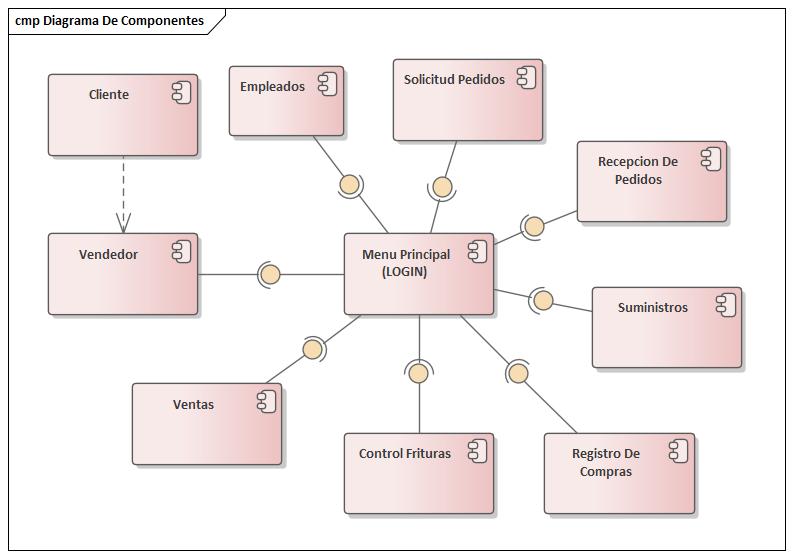 cmp Diagrama De Componentes
Cliente
Empleados
Solicitud Pedidos
Recepcion De
Pedidos
Vendedor
Menu Principal
(LOGIN)
Suministros
Ventas
Control Frituras
Registro De
Compras